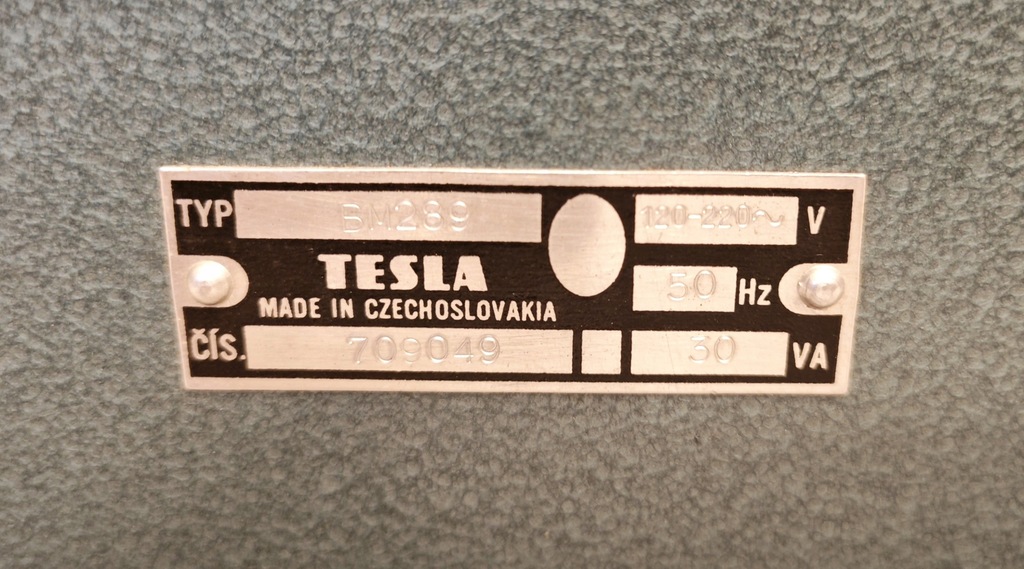 TYP BM289 120-220~ V
TESLA 50 Hz
MADE IN CZECHOSLOVAKIA
ČÍS. 709049 30 VA